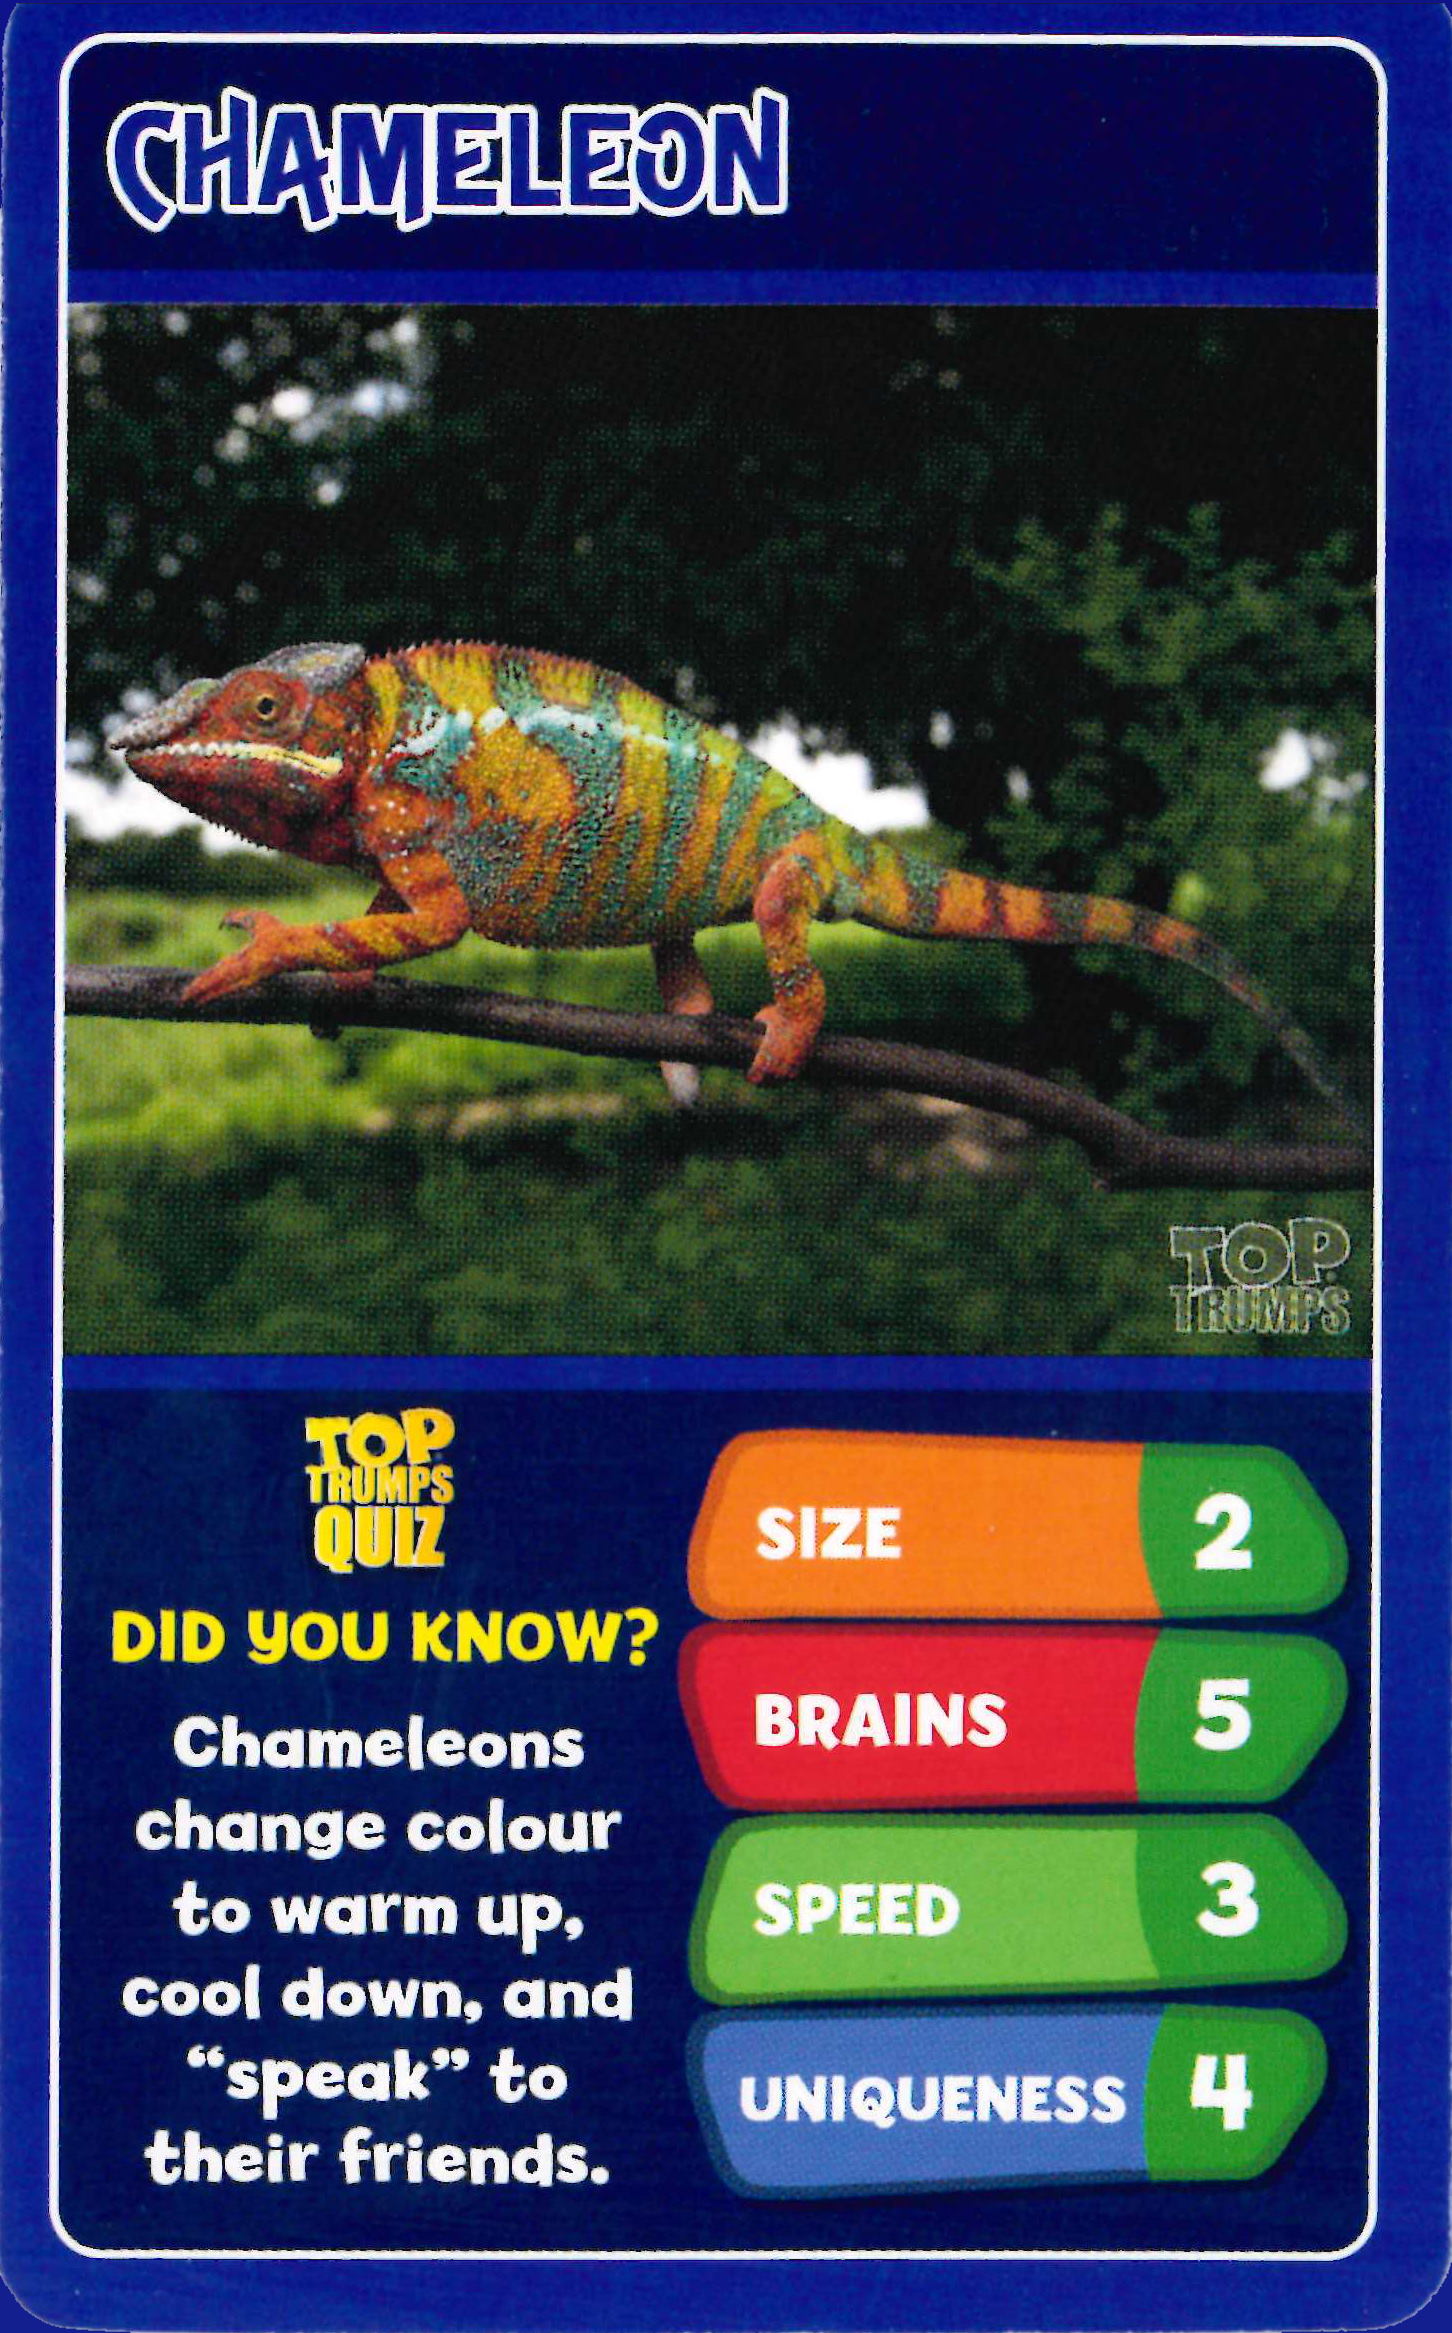 CHAMELEON
TOP
TRUMPS
TOP
TRUMPS
QUIZ
DID YOU KNOW?
Chameleons
change colour
to warm up,
cool down, and
“speak” to
their friends.
SIZE 2
BRAINS 5
SPEED 3
UNIQUENESS 4